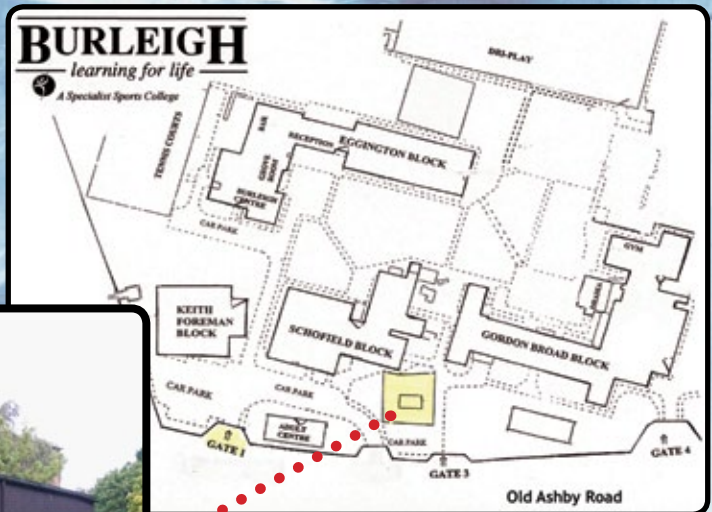 BURLEIGH
learning for life
A Specialist Sports College
DRI-PLAY
TENNIS COURTS
BAR
RECEPTION
EGGINGTON BLOCK
BURLEIGH
CENTRE
CAR PARK
GYM
KEITH
FOREMAN
BLOCK
SCHOFIELD BLOCK
GORDON BROAD BLOCK
CAR PARK
CAR PARK
ADULT
CENTRE
CAR PARK
GATE 1
GATE 3
GATE 4
Old Ashby Road